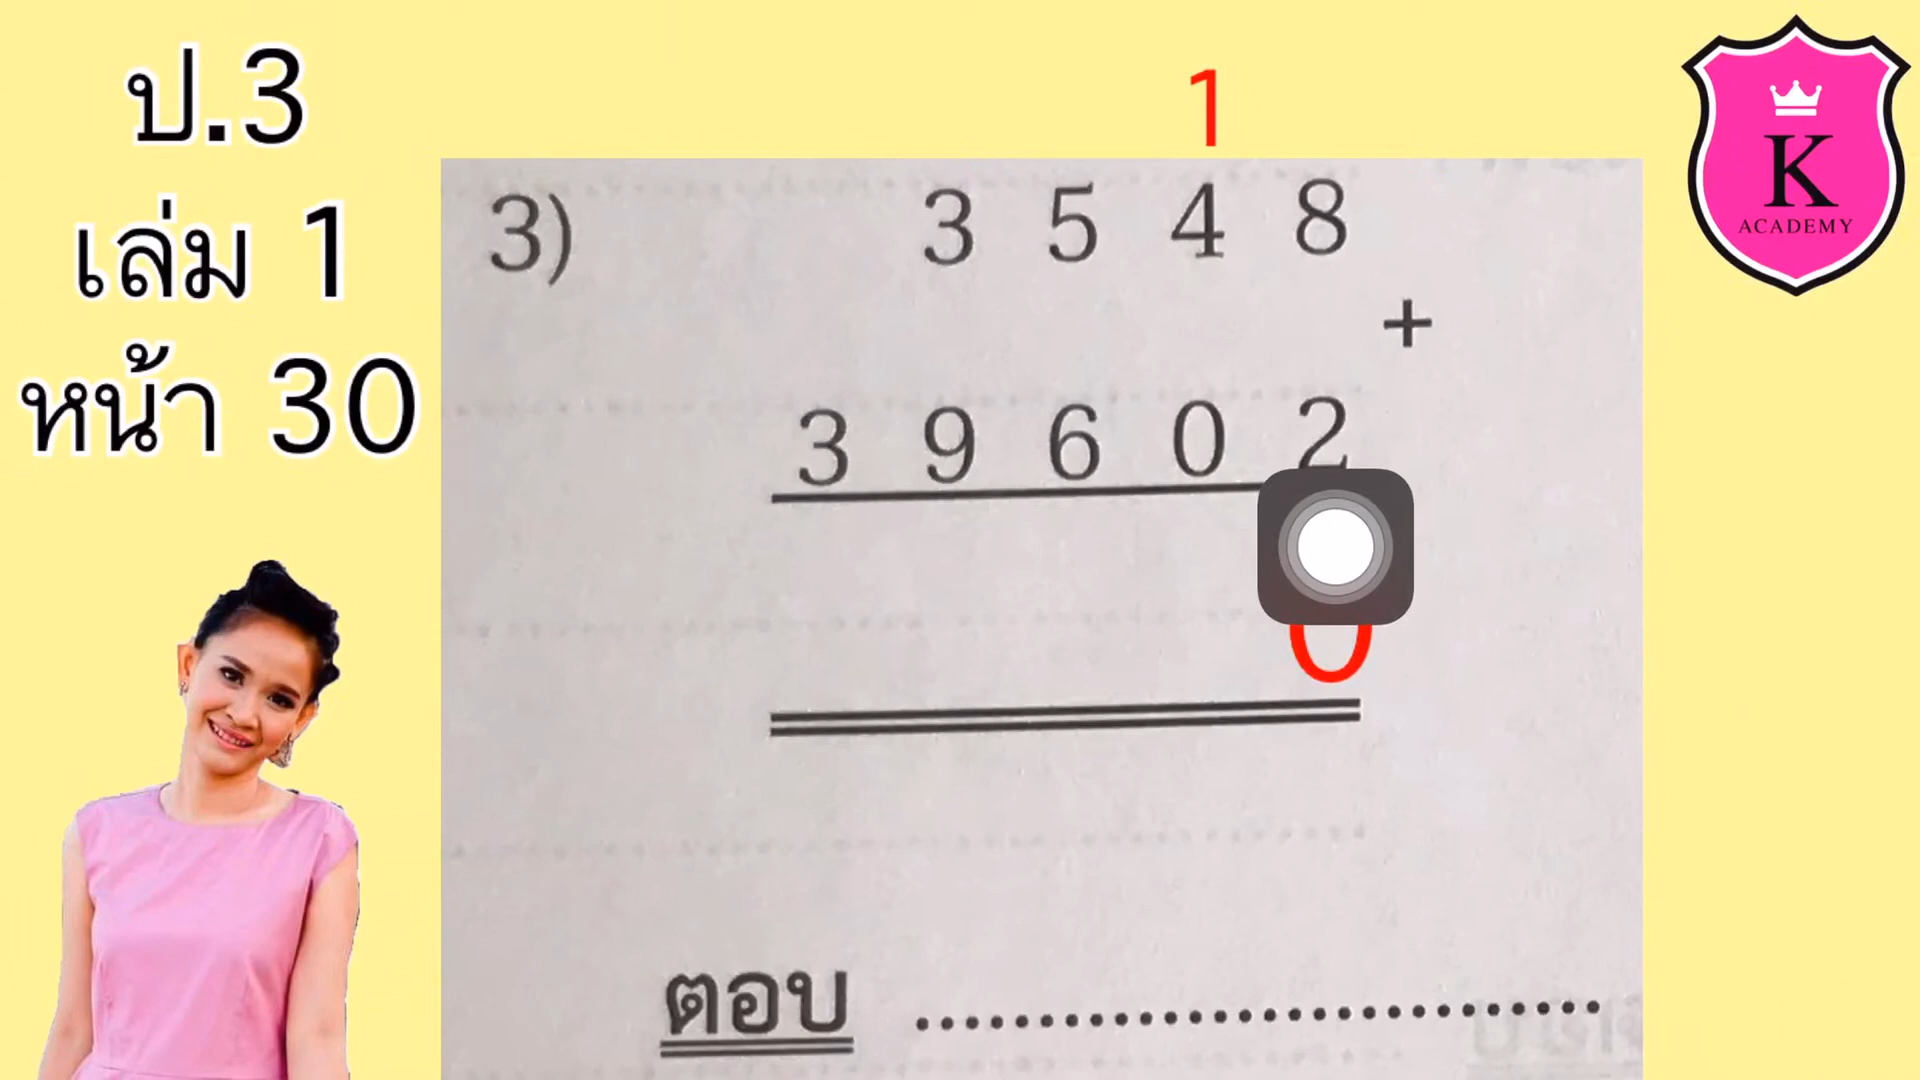 ป.3
เล่ม 1
หน้า 30
1
3) 3 5 4 8
+
3 9 6 0 2
0
ตอบ ............................
K
ACADEMY